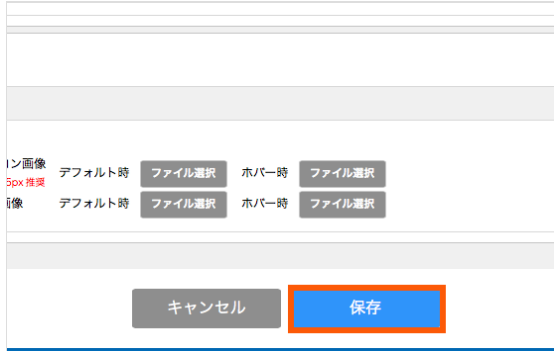 ン画像 デフォルト時 ファイル選択 ホバー時 ファイル選択
5px推奨
画像 デフォルト時 ファイル選択 ホバー時 ファイル選択
キャンセル 保存